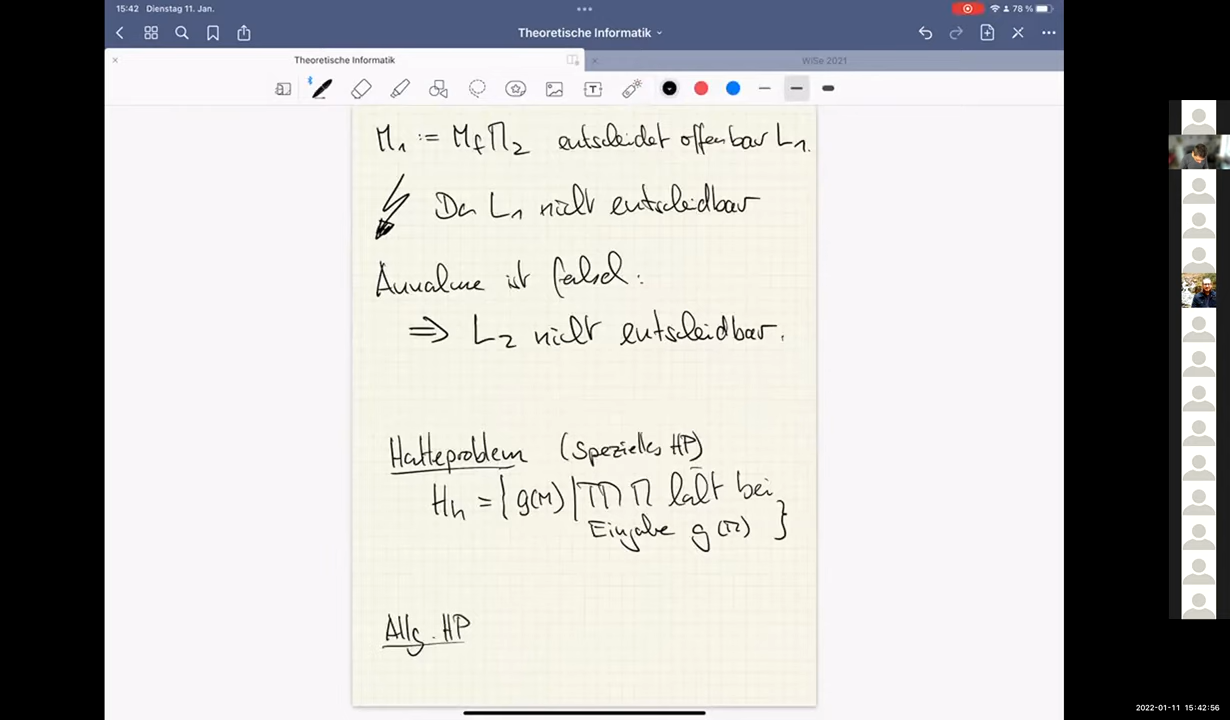 15:42 Dienstag 11. Jan.
78 %
Theoretische Informatik
Theoretische Informatik
WiSe 2021
M₁ := M_f M₂ entscheidet offenbar L₁.
Da L₁ nicht entscheidbar
Annahme ist falsch:
⇒ L₂ nicht entscheidbar.
Halteproblem (Spezielles HP)
H_h = { g(M) | TM M hält bei
Eingabe g(M) }
Allg. HP
2022-01-11 15:42:56